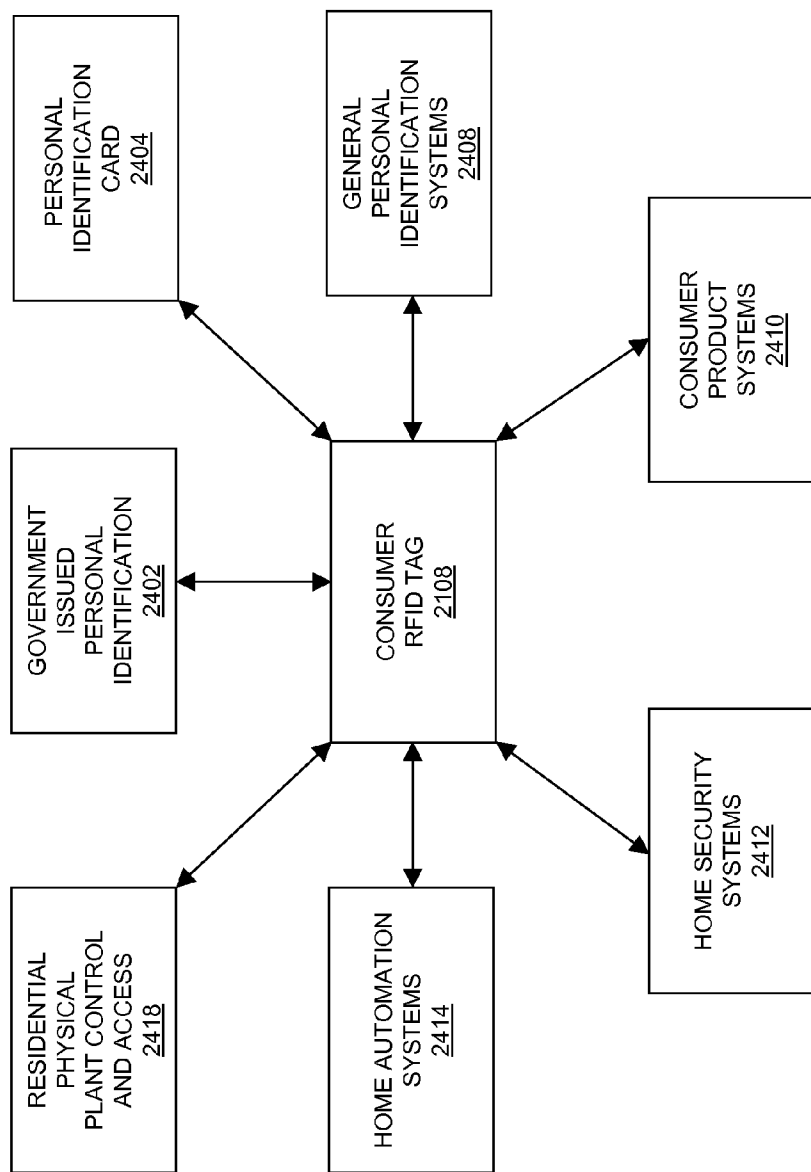 RESIDENTIAL
PHYSICAL
PLANT CONTROL
AND ACCESS
2418
GOVERNMENT
ISSUED
PERSONAL
IDENTIFICATION
2402
PERSONAL
IDENTIFICATION
CARD
2404
HOME AUTOMATION
SYSTEMS
2414
CONSUMER
RFID TAG
2108
GENERAL
PERSONAL
IDENTIFICATION
SYSTEMS
2408
HOME SECURITY
SYSTEMS
2412
CONSUMER
PRODUCT
SYSTEMS
2410